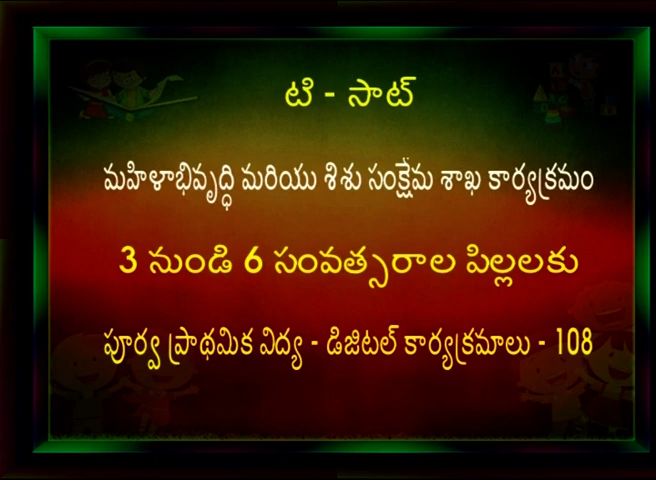 టి - సాట్
మహిళాభివృద్ధి మరియు శిశు సంక్షేమ శాఖ కార్యక్రమం
3 నుండి 6 సంవత్సరాల పిల్లలకు
పూర్వ ప్రాథమిక విద్య - డిజిటల్ కార్యక్రమాలు - 108